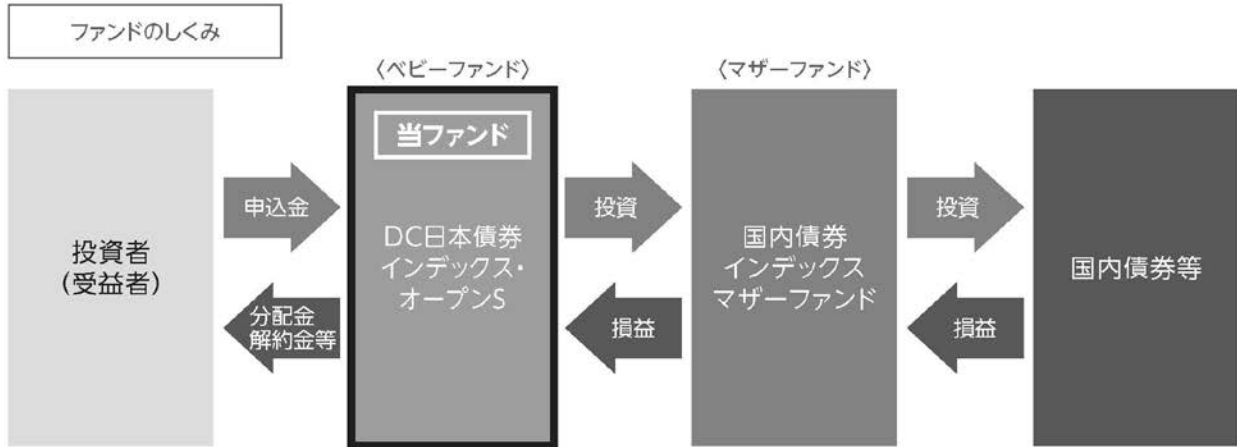 ファンドのしくみ
〈ベビーファンド〉
〈マザーファンド〉
投資者
(受益者)
申込金
分配金
解約金等
当ファンド
DC日本債券
インデックス・
オープンS
投資
損益
国内債券
インデックス
マザーファンド
投資
損益
国内債券等